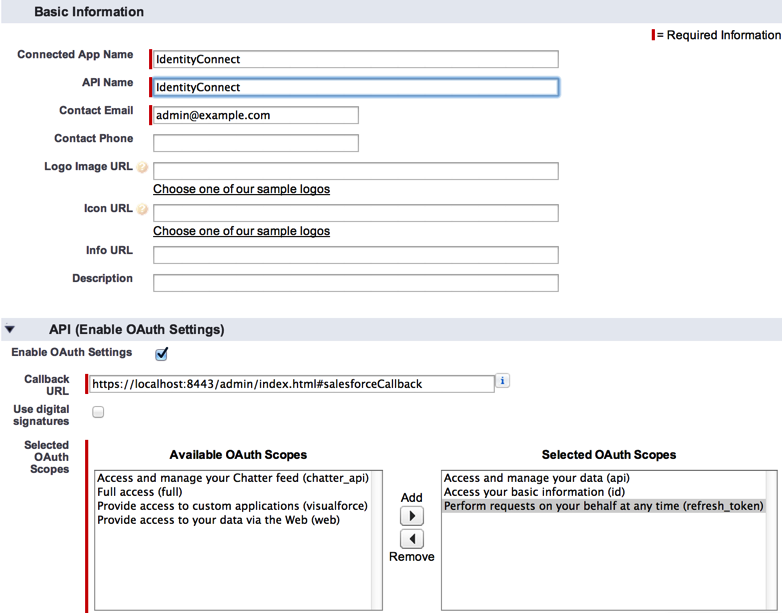 Basic Information
= Required Information
Connected App Name IdentityConnect
API Name IdentityConnect
Contact Email admin@example.com
Contact Phone
Logo Image URL ?
Choose one of our sample logos
Icon URL ?
Choose one of our sample logos
Info URL
Description
API (Enable OAuth Settings)
Enable OAuth Settings
Callback URL https://localhost:8443/admin/index.html#salesforceCallback i
Use digital signatures
Selected OAuth Scopes
Available OAuth Scopes
Access and manage your Chatter feed (chatter_api)
Full access (full)
Provide access to custom applications (visualforce)
Provide access to your data via the Web (web)
Add
Remove
Selected OAuth Scopes
Access and manage your data (api)
Access your basic information (id)
Perform requests on your behalf at any time (refresh_token)